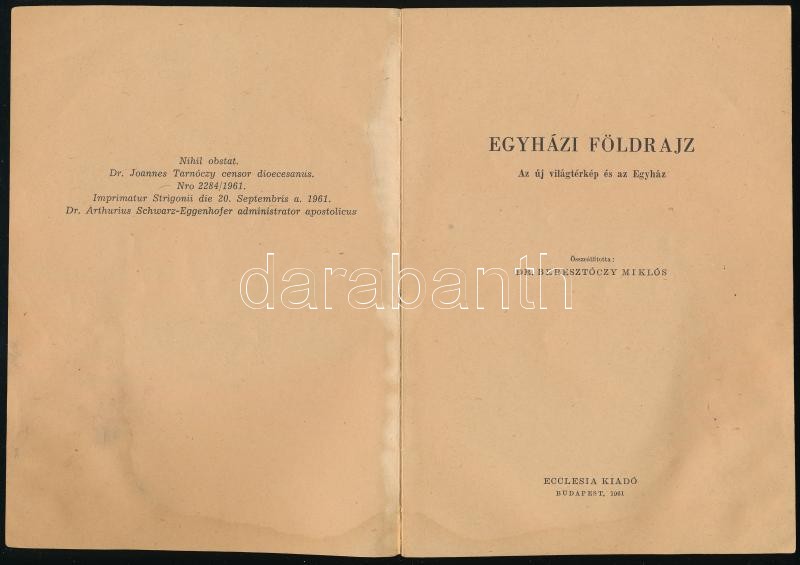 Nihil obstat.
Dr. Joannes Tarnóczy censor dioecesanus.
Nro 2284/1961.
Imprimatur Strigonii die 20. Septembris a. 1961.
Dr. Arthurius Schwarz-Eggenhofer administrator apostolicus
EGYHÁZI FÖLDRAJZ
Az új világtérkép és az Egyház
Összeállította:
DR. BERESZTÓCZY MIKLÓS
darabanth
ECCLESIA KIADÓ
BUDAPEST, 1961